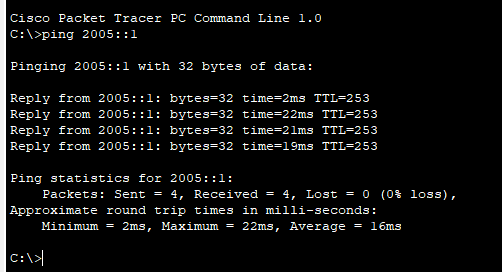 Cisco Packet Tracer PC Command Line 1.0
C:\>ping 2005::1
Pinging 2005::1 with 32 bytes of data:
Reply from 2005::1: bytes=32 time=2ms TTL=253
Reply from 2005::1: bytes=32 time=22ms TTL=253
Reply from 2005::1: bytes=32 time=21ms TTL=253
Reply from 2005::1: bytes=32 time=19ms TTL=253
Ping statistics for 2005::1:
Packets: Sent = 4, Received = 4, Lost = 0 (0% loss),
Approximate round trip times in milli-seconds:
Minimum = 2ms, Maximum = 22ms, Average = 16ms
C:\>